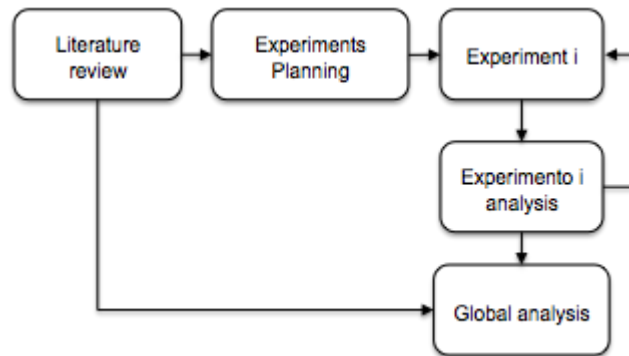 Literature
review
Experiments
Planning
Experiment i
Experimento i
analysis
Global analysis